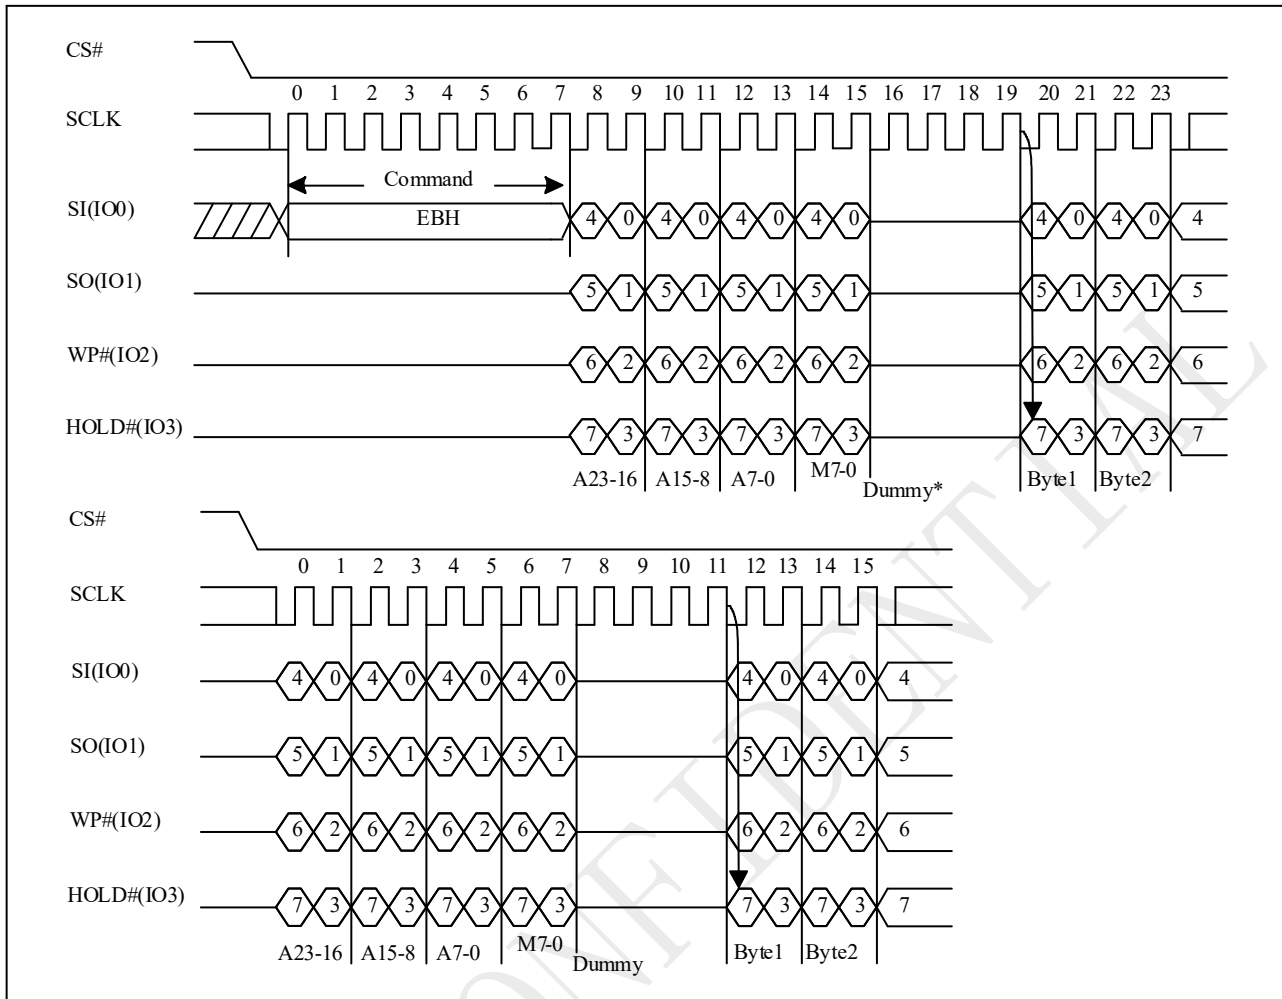 CS#
0 1 2 3 4 5 6 7 8 9 10 11 12 13 14 15 16 17 18 19 20 21 22 23
SCLK
Command
SI(IO0) EBH 4 0 4 0 4 0 4 0 4 0 4 0 4
SO(IO1) 5 1 5 1 5 1 5 1 5 1 5 1 5
WP#(IO2) 6 2 6 2 6 2 6 2 6 2 6 2 6
HOLD#(IO3) 7 3 7 3 7 3 7 3 7 3 7 3 7
A23-16 A15-8 A7-0 M7-0 Dummy* Byte1 Byte2
CS#
0 1 2 3 4 5 6 7 8 9 10 11 12 13 14 15
SCLK
SI(IO0) 4 0 4 0 4 0 4 0 4 0 4 0 4
SO(IO1) 5 1 5 1 5 1 5 1 5 1 5 1 5
WP#(IO2) 6 2 6 2 6 2 6 2 6 2 6 2 6
HOLD#(IO3) 7 3 7 3 7 3 7 3 7 3 7 3 7
A23-16 A15-8 A7-0 M7-0 Dummy Byte1 Byte2
ONFIDENTIAL